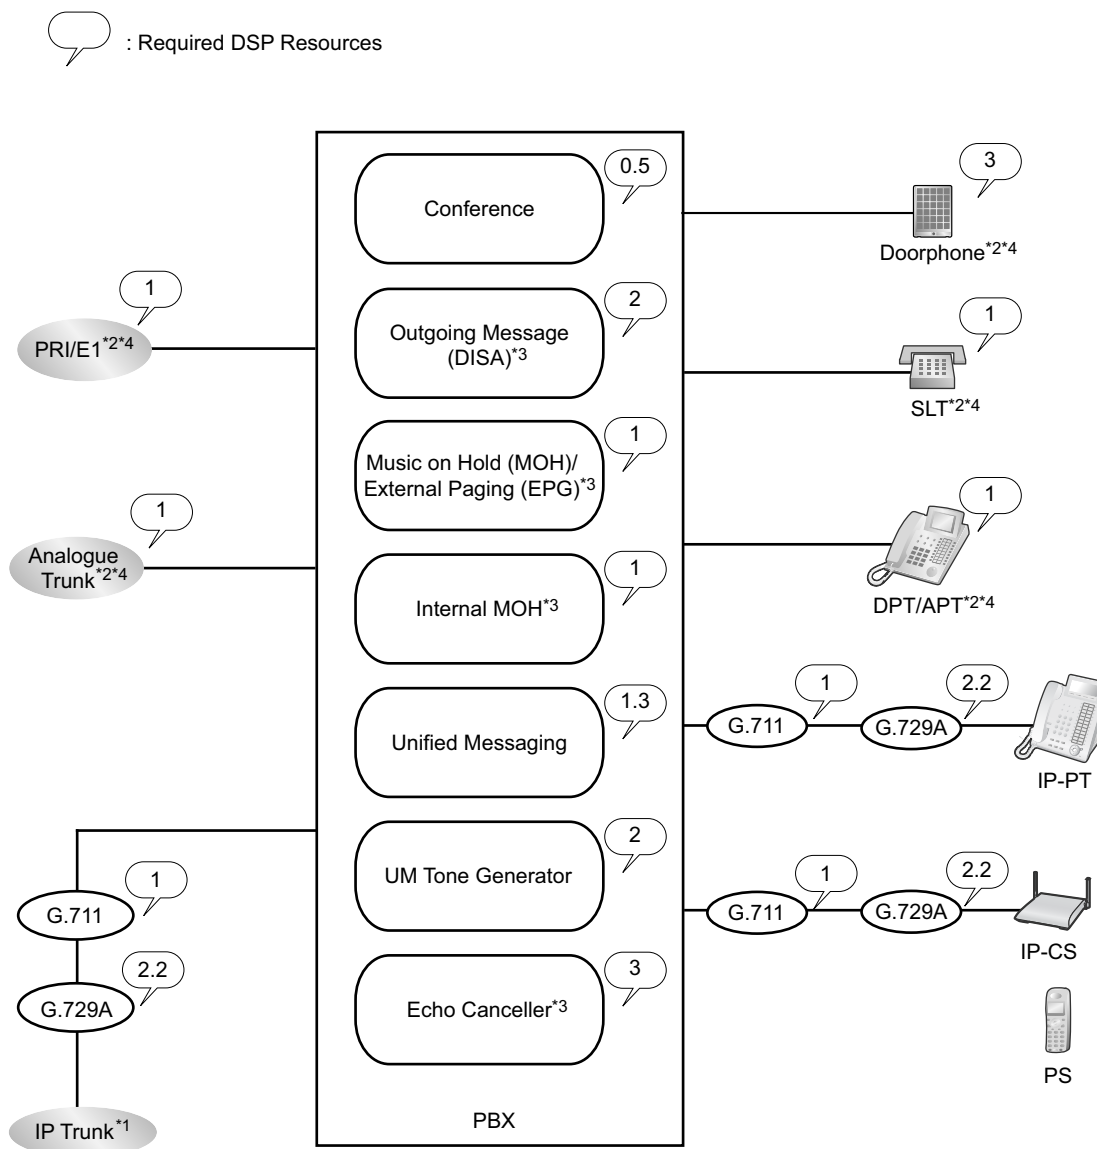 : Required DSP Resources
0.5
Conference
3
Doorphone*2*4
1
PRI/E1*2*4
2
Outgoing Message
(DISA)*3
1
SLT*2*4
1
Music on Hold (MOH)/
External Paging (EPG)*3
1
Analogue
Trunk*2*4
1
DPT/APT*2*4
1
Internal MOH*3
1.3
Unified Messaging
1
2.2
G.711
G.729A
IP-PT
2
UM Tone Generator
1
2.2
G.711
G.729A
IP-CS
1
G.711
2.2
G.729A
3
Echo Canceller*3
PS
IP Trunk*1
PBX